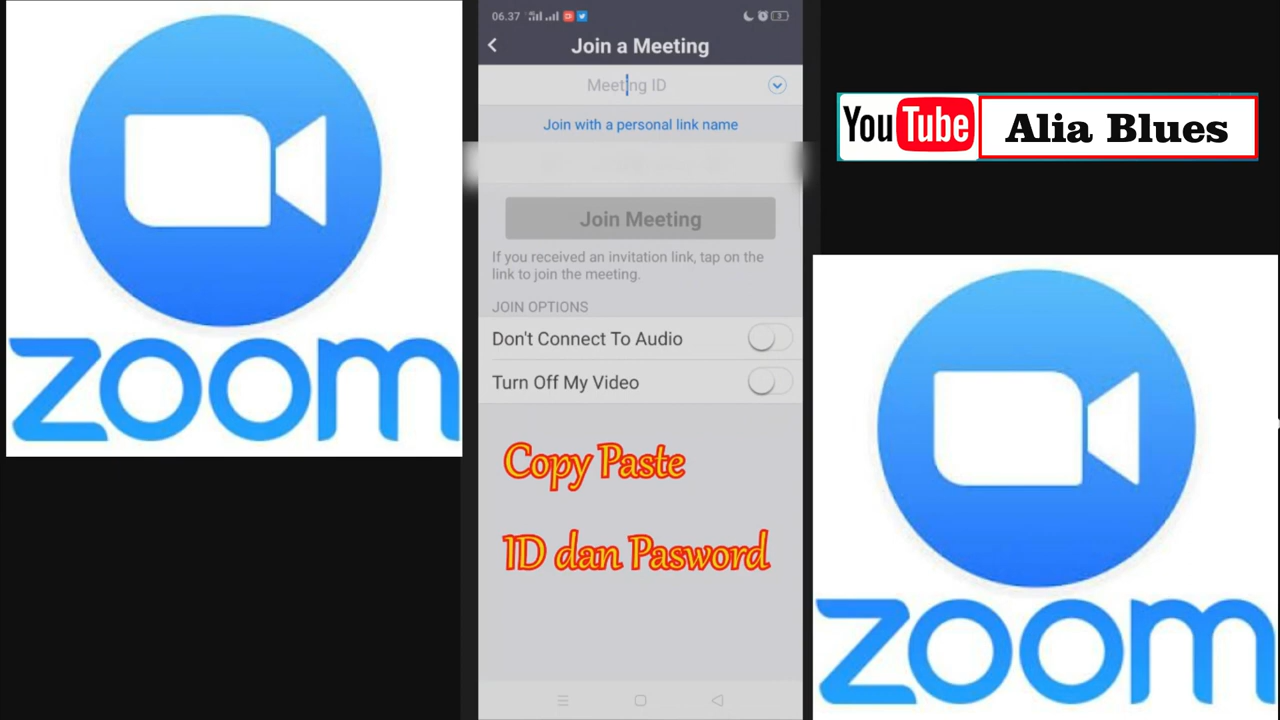 zoom
06.37
Join a Meeting
Meeting ID
Join with a personal link name
Join Meeting
If you received an invitation link, tap on the
link to join the meeting.
JOIN OPTIONS
Don't Connect To Audio
Turn Off My Video
Copy Paste
ID dan Pasword
YouTube Alia Blues
zoom